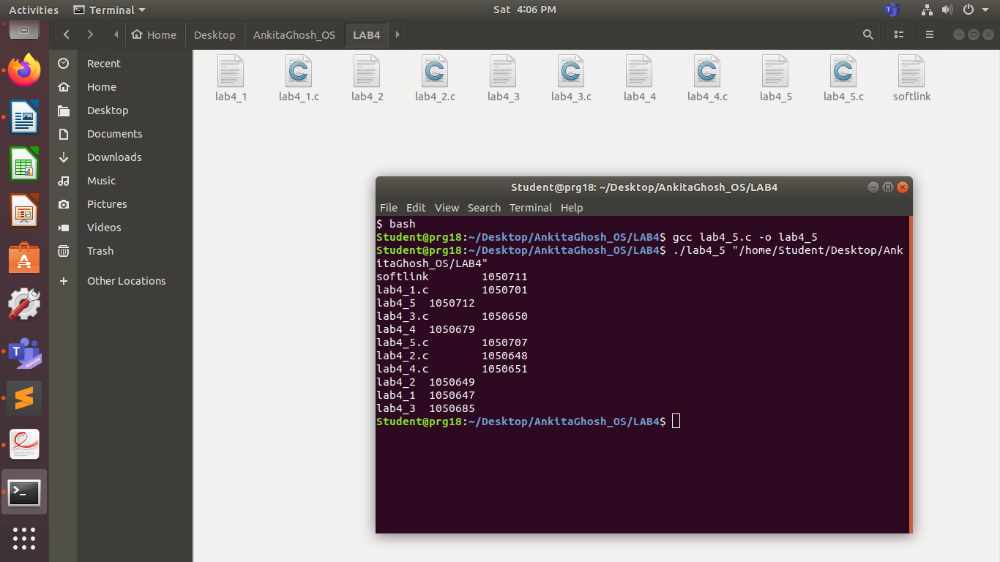 Activities Terminal Sat 4:06 PM
Home Desktop AnkitaGhosh_OS LAB4
Recent
Home
Desktop
Documents
Downloads
Music
Pictures
Videos
Trash
Other Locations
lab4_1 lab4_1.c lab4_2 lab4_2.c lab4_3 lab4_3.c lab4_4 lab4_4.c lab4_5 lab4_5.c softlink
Student@prg18: ~/Desktop/AnkitaGhosh_OS/LAB4
File Edit View Search Terminal Help
$ bash
Student@prg18:~/Desktop/AnkitaGhosh_OS/LAB4$ gcc lab4_5.c -o lab4_5
Student@prg18:~/Desktop/AnkitaGhosh_OS/LAB4$ ./lab4_5 "/home/Student/Desktop/Ank
itaGhosh_OS/LAB4"
softlink        1050711
lab4_1.c        1050701
lab4_5  1050712
lab4_3.c        1050650
lab4_4  1050679
lab4_5.c        1050707
lab4_2.c        1050648
lab4_4.c        1050651
lab4_2  1050649
lab4_1  1050647
lab4_3  1050685
Student@prg18:~/Desktop/AnkitaGhosh_OS/LAB4$
T
PREVIEW